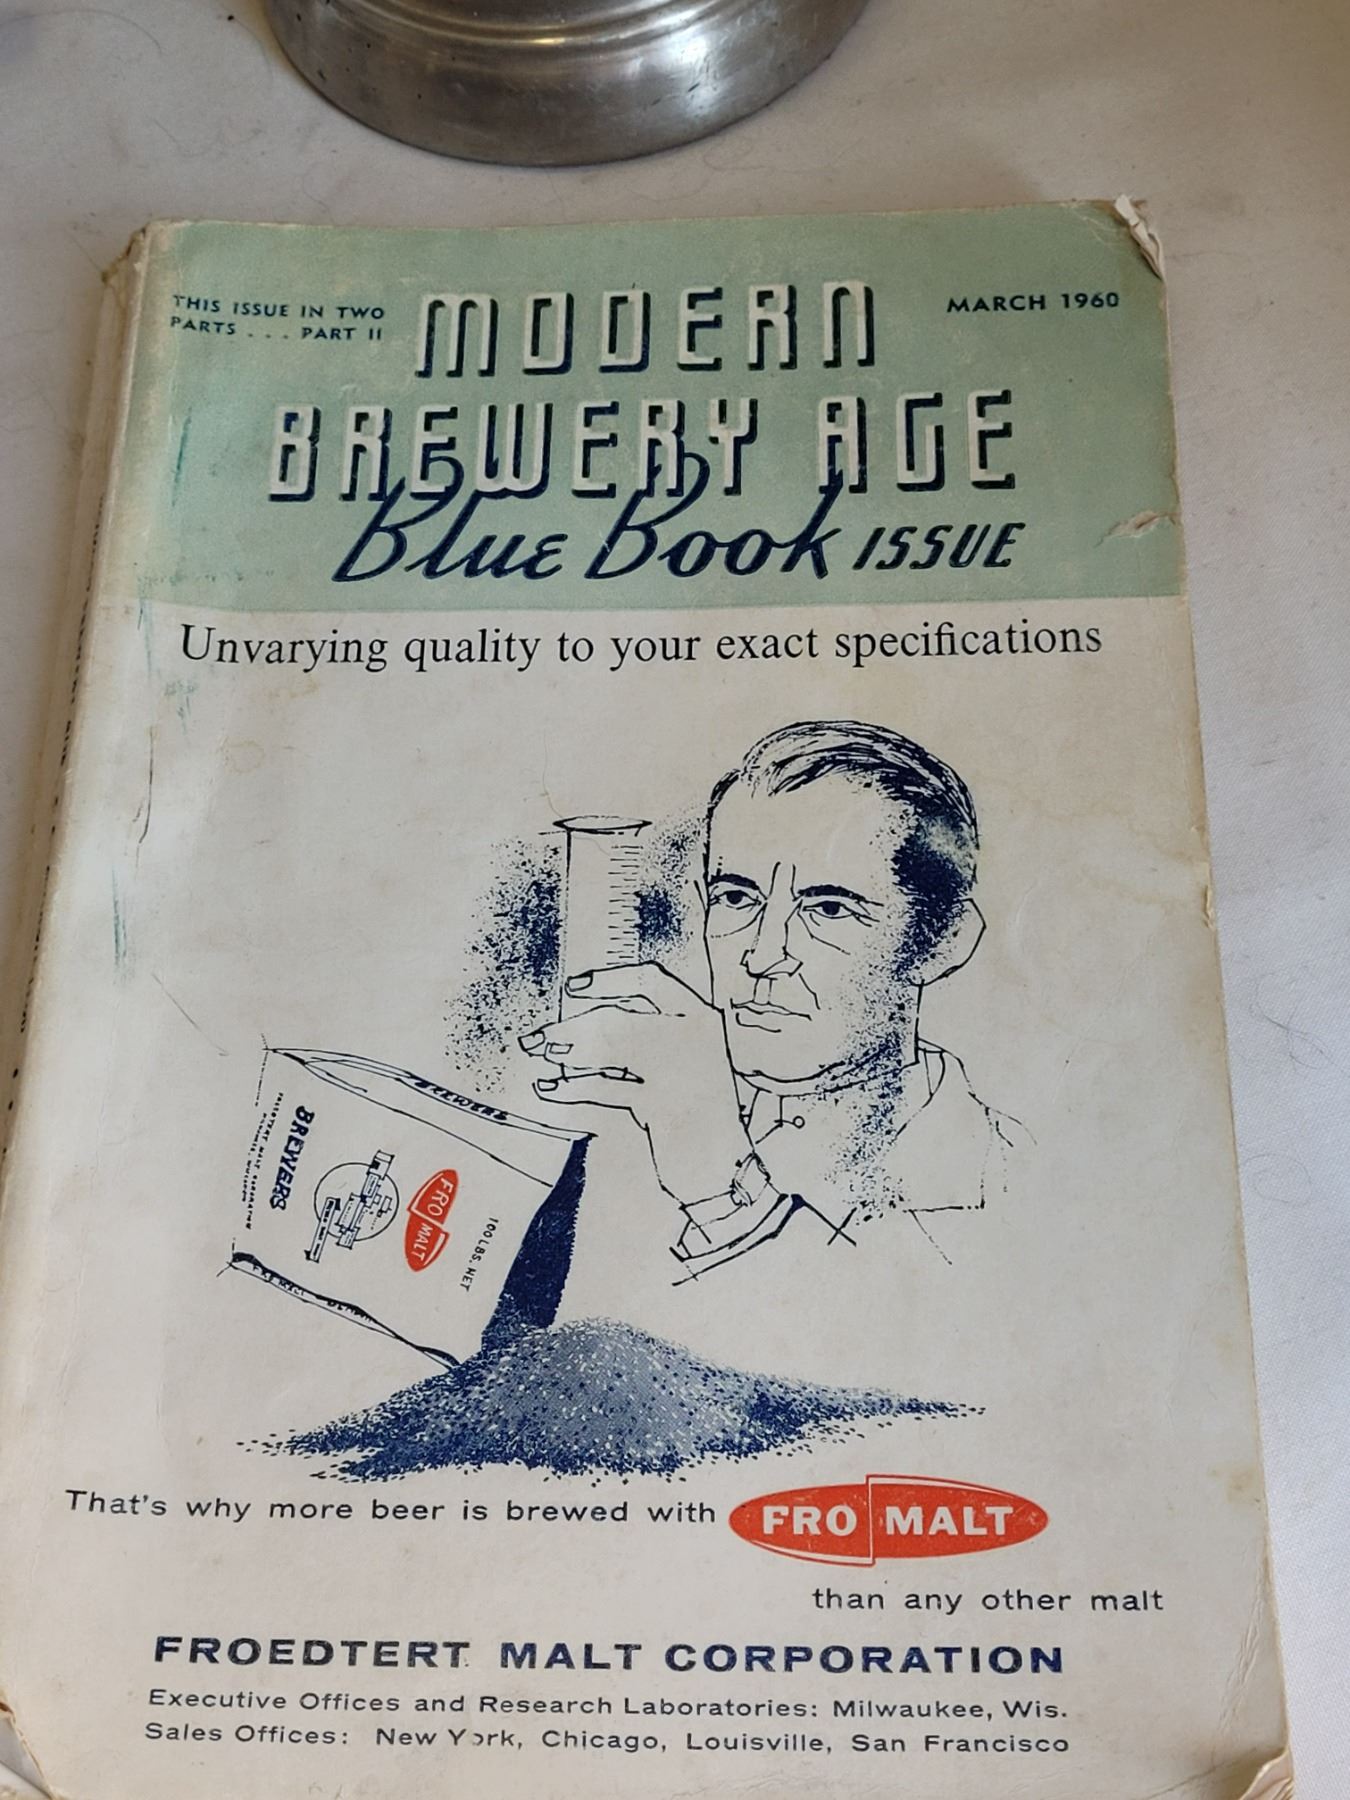 THIS ISSUE IN TWO
PARTS . . . PART II
MARCH 1960
MODERN
BREWERY AGE
Blue Book ISSUE
Unvarying quality to your exact specifications
BREWERS
BREWERS
FRO MALT
100 LBS. NET
That's why more beer is brewed with FRO MALT
than any other malt
FROEDTERT MALT CORPORATION
Executive Offices and Research Laboratories: Milwaukee, Wis.
Sales Offices: New York, Chicago, Louisville, San Francisco